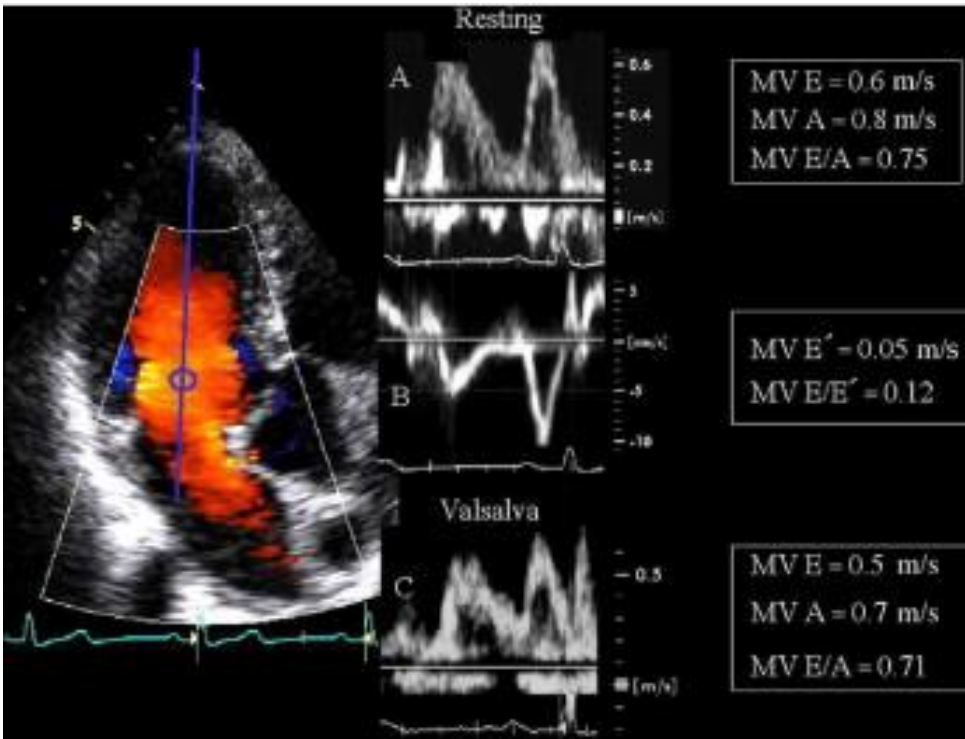 Resting
A
0.6
0.4
0.2
[m/s]
MV E = 0.6 m/s
MV A = 0.8 m/s
MV E/A = 0.75
5
5
B
-5
-10
MV E´ = 0.05 m/s
MV E/E´ = 0.12
Valsalva
C
0.5
[m/s]
MV E = 0.5 m/s
MV A = 0.7 m/s
MV E/A = 0.71